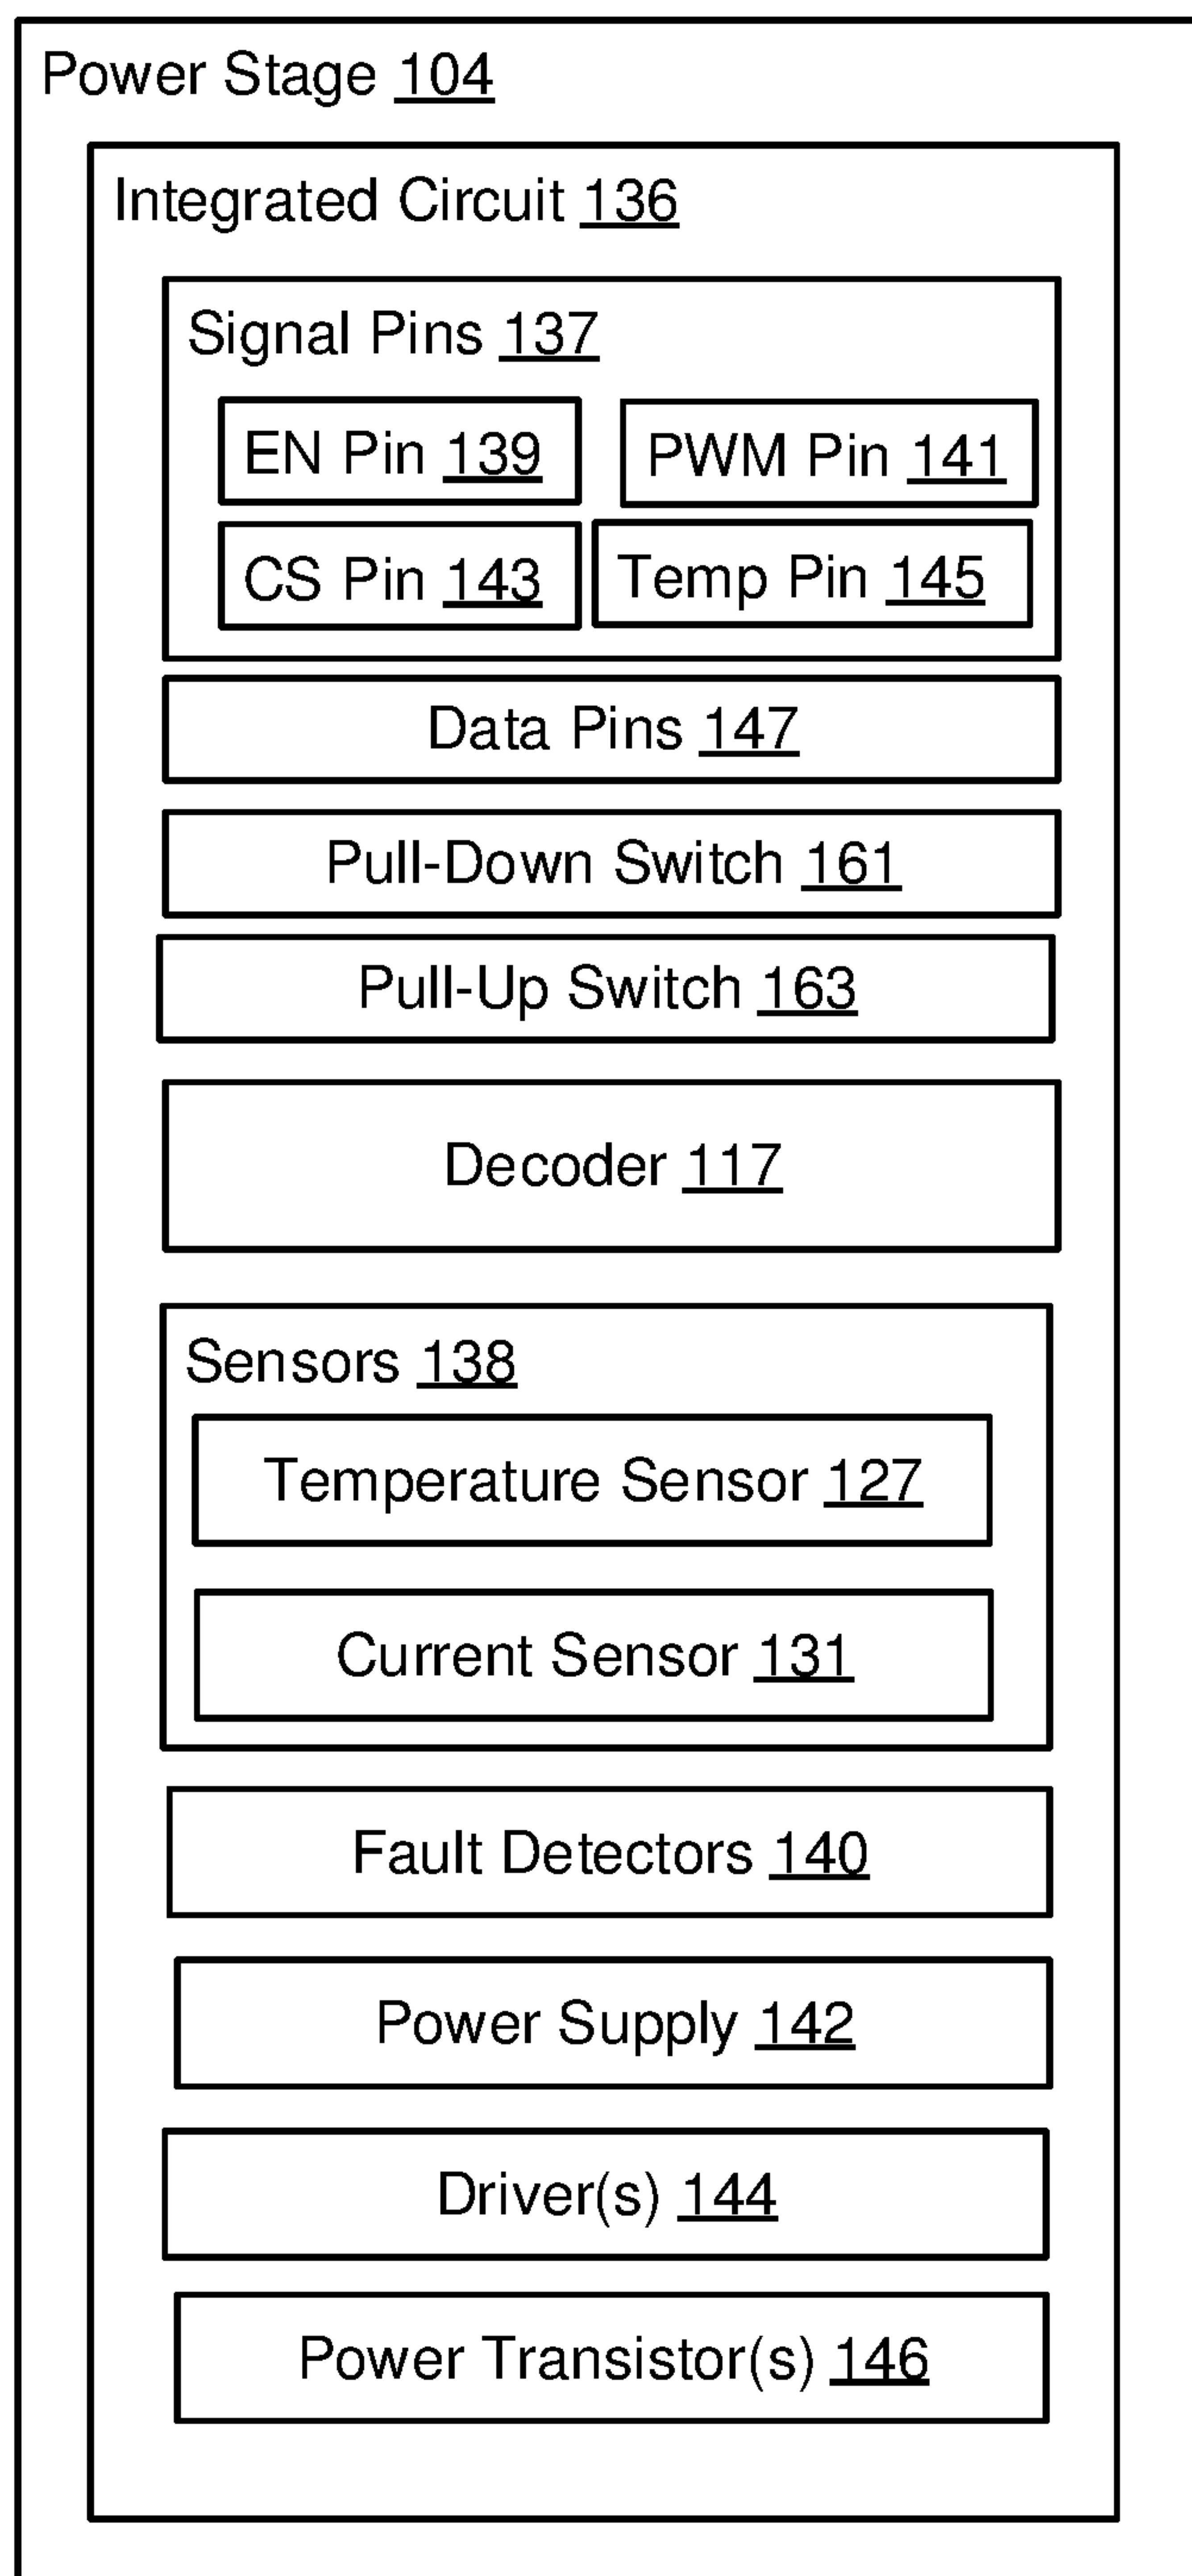 Power Stage 104
Integrated Circuit 136
Signal Pins 137
EN Pin 139
PWM Pin 141
CS Pin 143
Temp Pin 145
Data Pins 147
Pull-Down Switch 161
Pull-Up Switch 163
Decoder 117
Sensors 138
Temperature Sensor 127
Current Sensor 131
Fault Detectors 140
Power Supply 142
Driver(s) 144
Power Transistor(s) 146